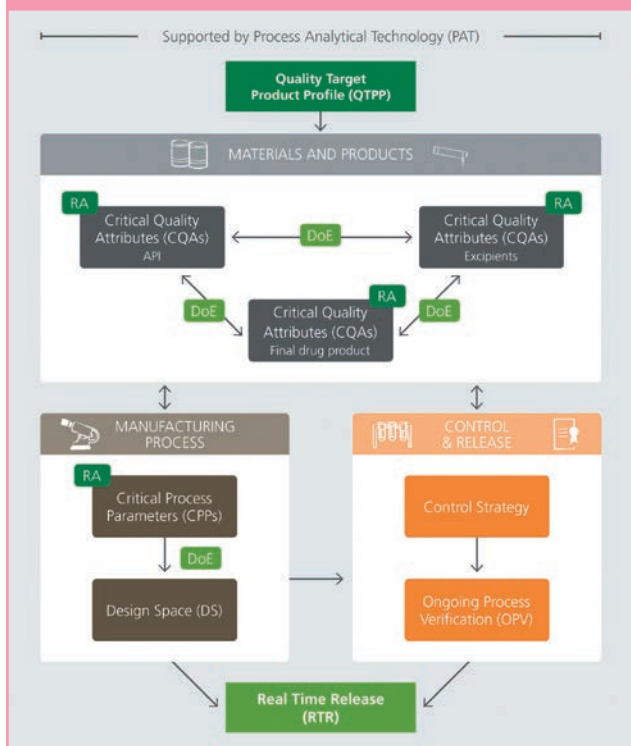 Supported by Process Analytical Technology (PAT)
Quality Target
Product Profile (QTPP)
MATERIALS AND PRODUCTS
RA
Critical Quality
Attributes (CQAs)
API
DoE
RA
Critical Quality
Attributes (CQAs)
Excipients
DoE
RA
Critical Quality
Attributes (CQAs)
Final drug product
DoE
MANUFACTURING
PROCESS
RA
Critical Process
Parameters (CPPs)
DoE
Design Space (DS)
CONTROL
& RELEASE
Control Strategy
Ongoing Process
Verification (OPV)
Real Time Release
(RTR)